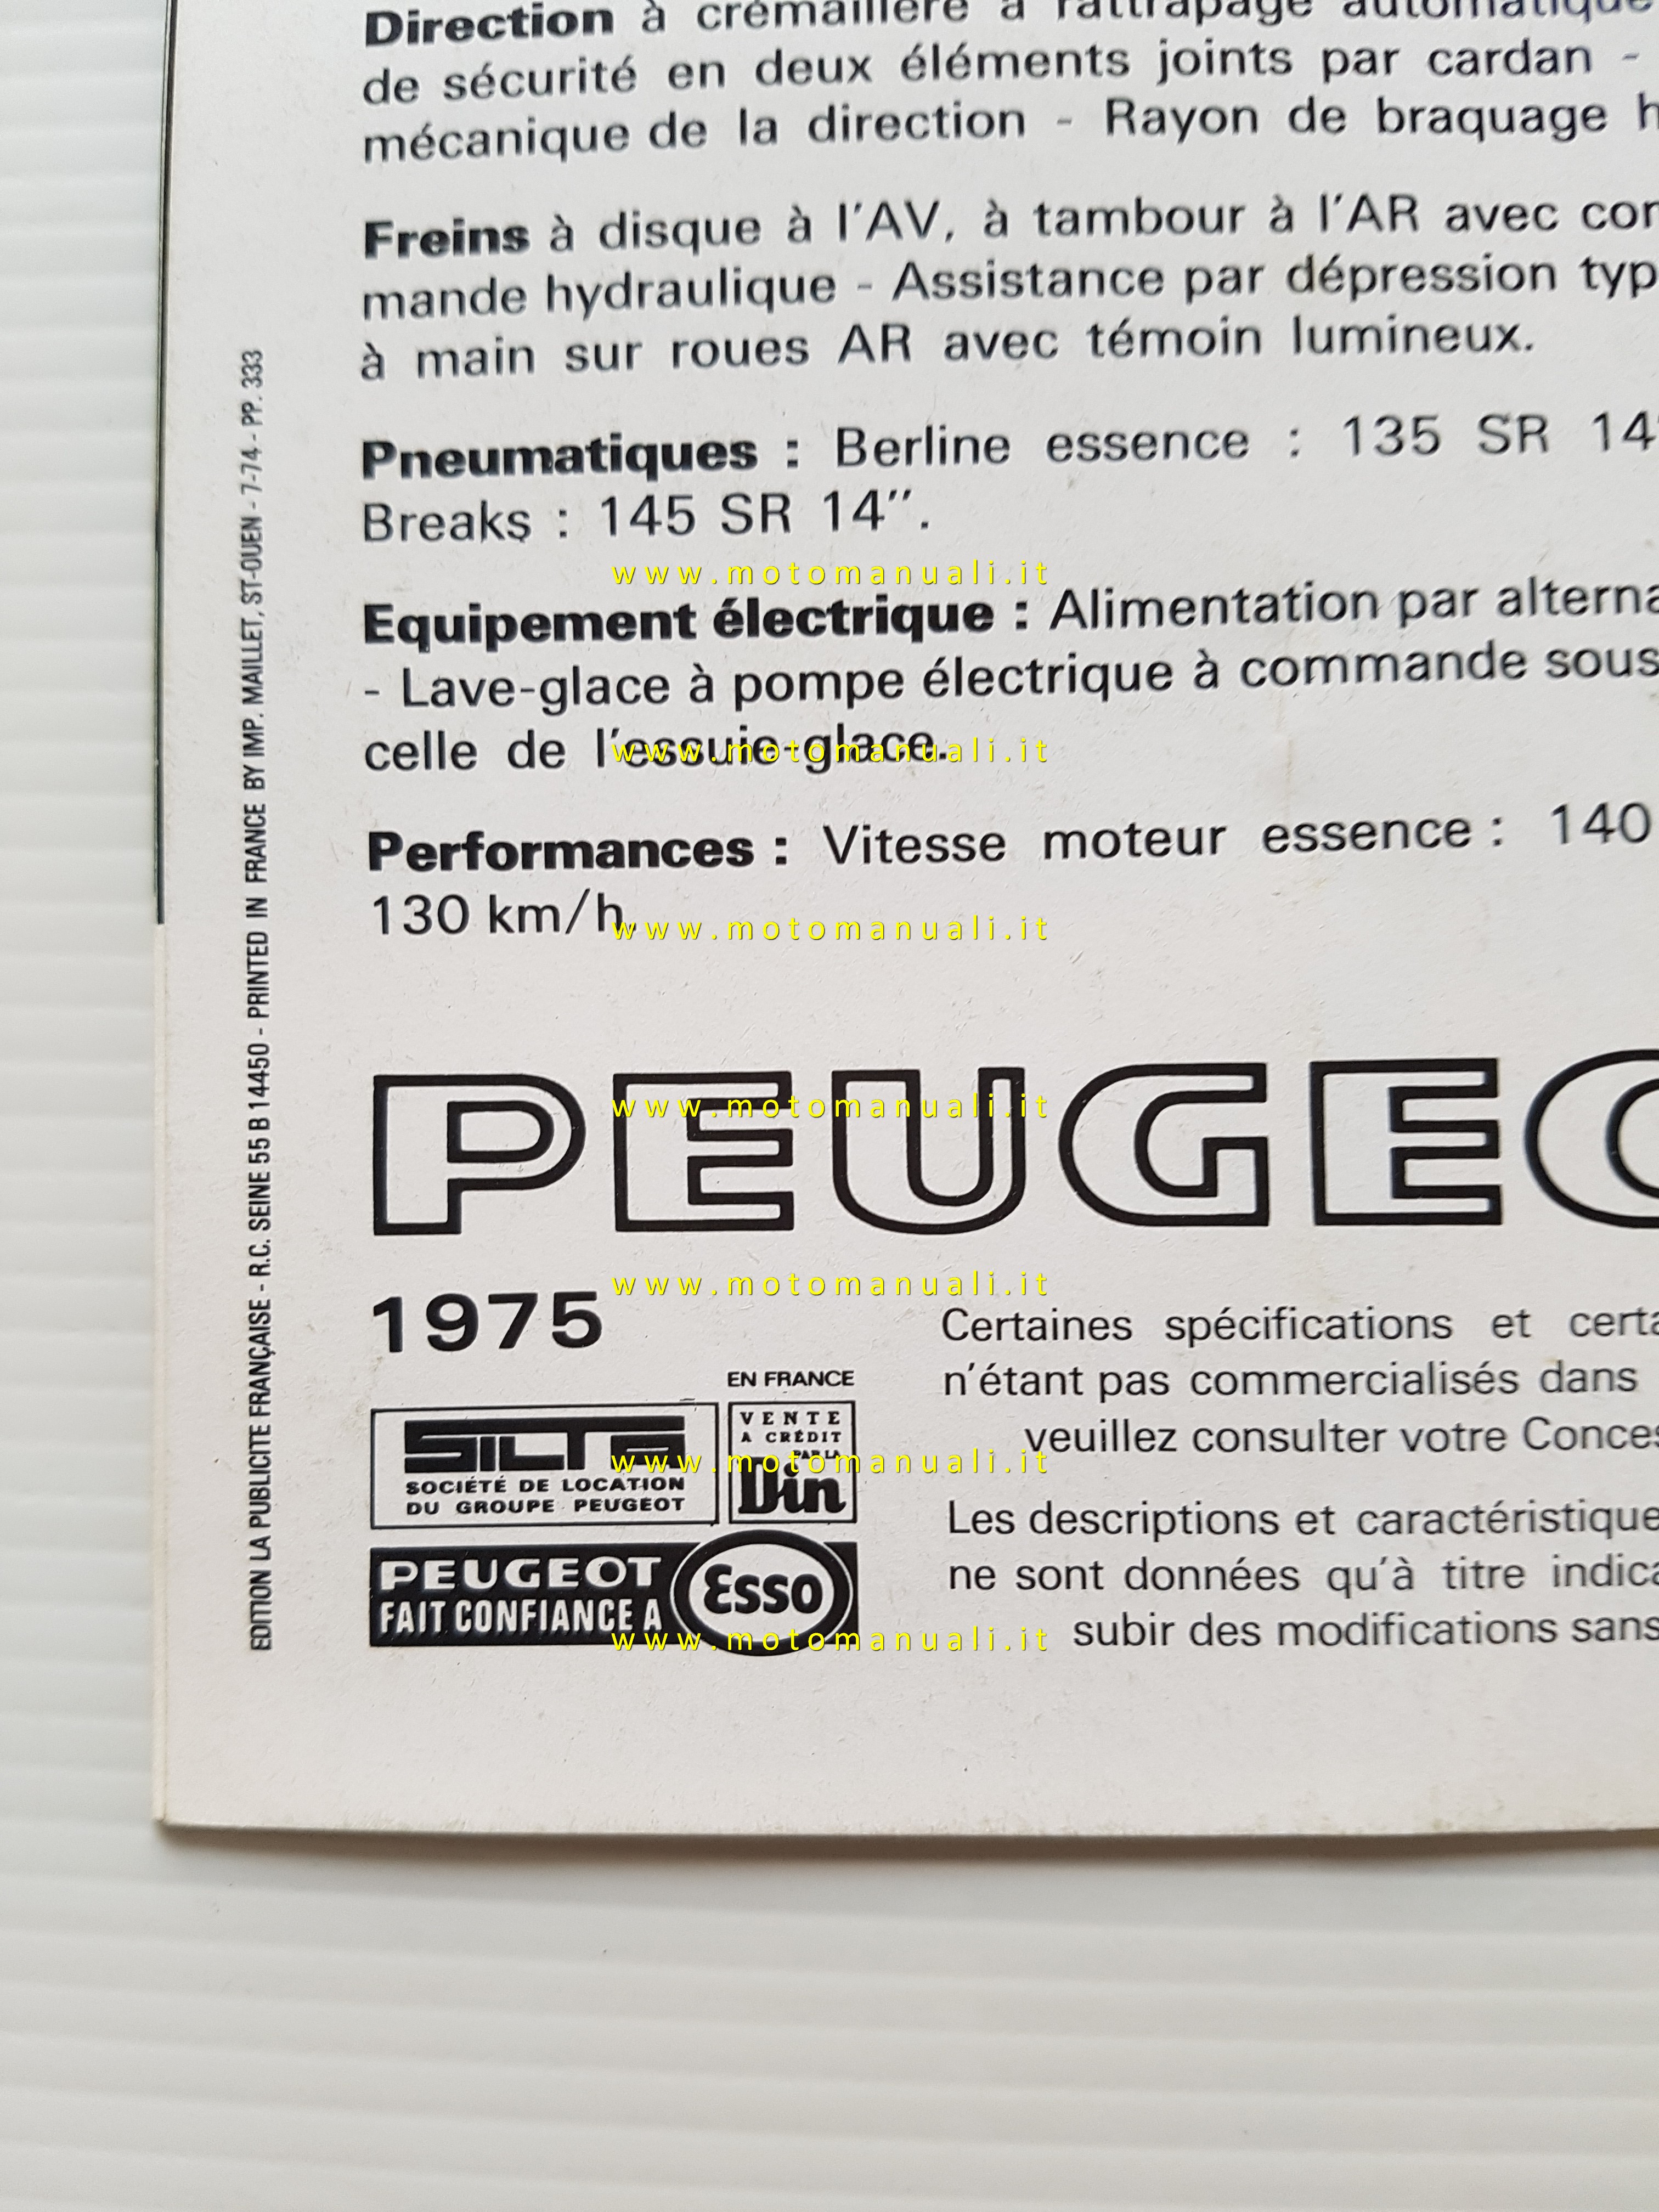 Direction à crémaillère à rattrapage automatique
de sécurité en deux éléments joints par cardan -
mécanique de la direction - Rayon de braquage h
Freins à disque à l'AV, à tambour à l'AR avec com
mande hydraulique - Assistance par dépression typ
à main sur roues AR avec témoin lumineux.
Pneumatiques : Berline essence : 135 SR 14"
Breaks : 145 SR 14".
www.motomanuali.it
Equipement électrique : Alimentation par alterna
- Lave-glace à pompe électrique à commande sous
celle de l'essuie-glace.
www.motomanuali.it
Performances : Vitesse moteur essence : 140
130 km/h.
www.motomanuali.it
PEUGEO
www.motomanuali.it
1975
www.motomanuali.it
EN FRANCE
SILTA
SOCIÉTÉ DE LOCATION
DU GROUPE PEUGEOT
VENTE
A CRÉDIT
PAR LA
Din
www.motomanuali.it
PEUGEOT
FAIT CONFIANCE A
Esso
www.motomanuali.it
Certaines spécifications et certa
n'étant pas commercialisés dans
veuillez consulter votre Conces
Les descriptions et caractéristique
ne sont données qu'à titre indica
subir des modifications sans
EDITION LA PUBLICITE FRANÇAISE - R.C. SEINE 55 B 14450 - PRINTED IN FRANCE BY IMP. MAILLET, ST-OUEN - 7-74 - PP. 333